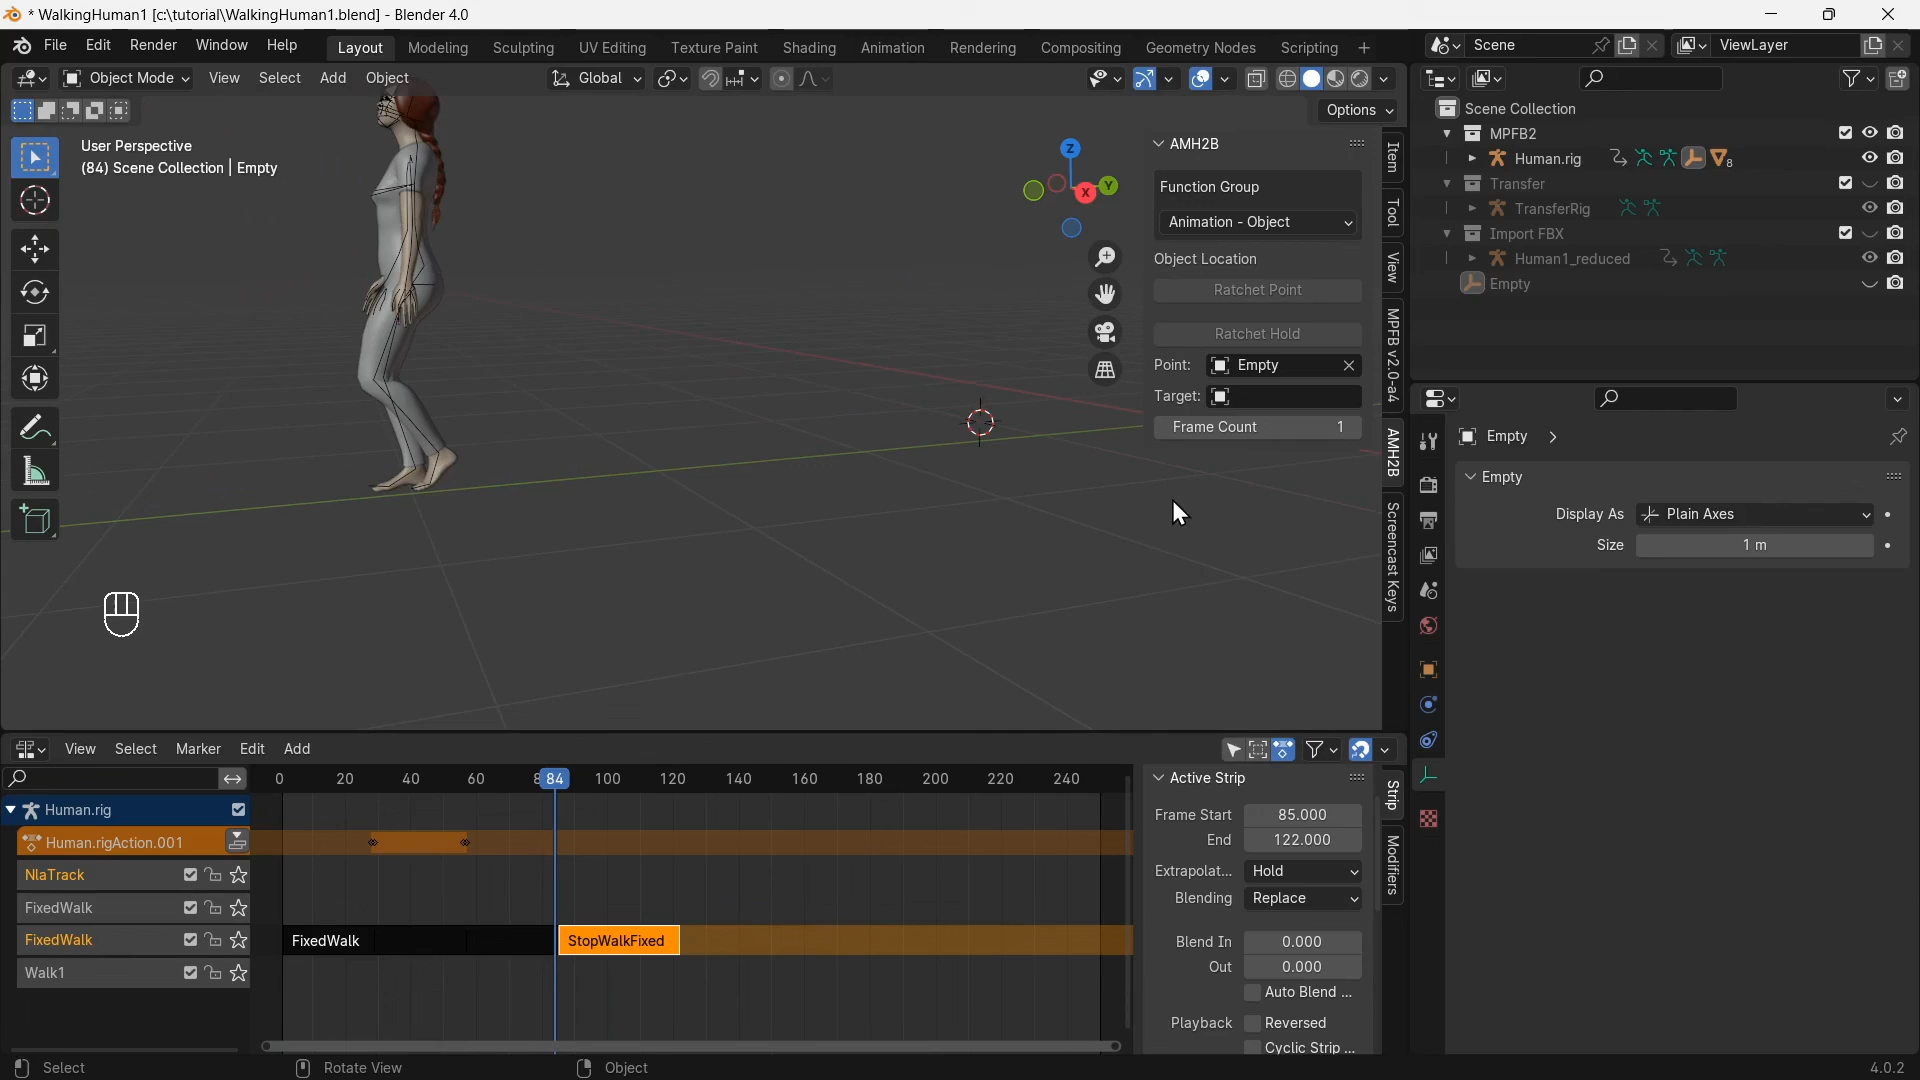 * WalkingHuman1 [c:\tutorial\WalkingHuman1.blend] - Blender 4.0
File Edit Render Window Help
Layout Modeling Sculpting UV Editing Texture Paint Shading Animation Rendering Compositing Geometry Nodes Scripting
Scene
ViewLayer
Object Mode View Select Add Object
Global
Options
User Perspective
(84) Scene Collection | Empty
Z
X
Y
AMH2B
Function Group
Animation - Object
Object Location
Ratchet Point
Ratchet Hold
Point: Empty
Target:
Frame Count 1
Item
Tool
View
MPFB v2.0-a4
AMH2B
Screencast Keys
Scene Collection
MPFB2
Human.rig
8
Transfer
TransferRig
Import FBX
Human1_reduced
Empty
Empty
Empty
Display As Plain Axes
Size 1 m
View Select Marker Edit Add
0 20 40 60 8 84 100 120 140 160 180 200 220 240
Human.rig
Human.rigAction.001
NlaTrack
FixedWalk
FixedWalk
Walk1
FixedWalk
StopWalkFixed
Active Strip
Frame Start 85.000
End 122.000
Extrapolat... Hold
Blending Replace
Blend In 0.000
Out 0.000
Auto Blend ...
Playback Reversed
Cyclic Strip ...
Strip
Modifiers
Select
Rotate View
Object
4.0.2